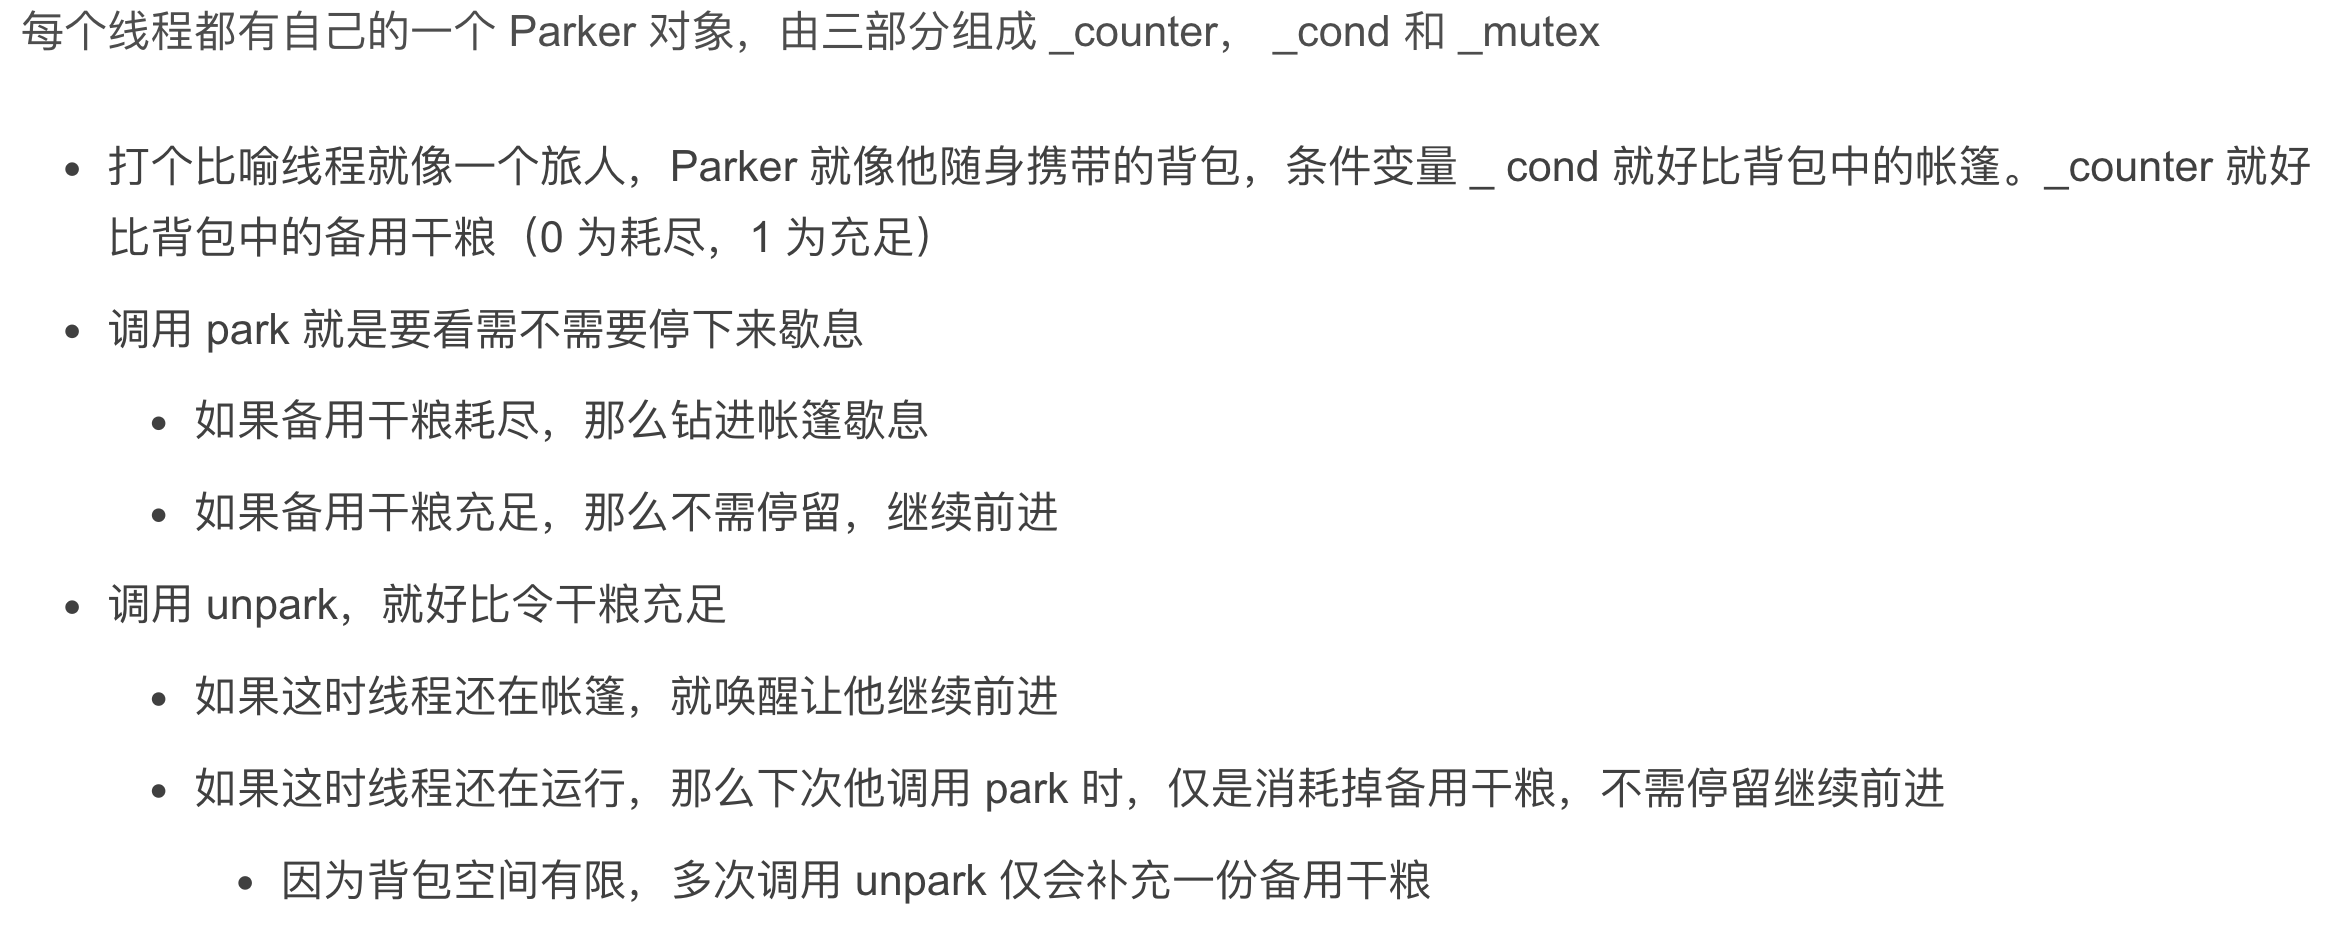 每个线程都有自己的一个 Parker 对象，由三部分组成 _counter， _cond 和 _mutex
打个比喻线程就像一个旅人，Parker 就像他随身携带的背包，条件变量 _ cond 就好比背包中的帐篷。_counter 就好
比背包中的备用干粮（0 为耗尽，1 为充足）
调用 park 就是要看需不需要停下来歇息
如果备用干粮耗尽，那么钻进帐篷歇息
如果备用干粮充足，那么不需停留，继续前进
调用 unpark，就好比令干粮充足
如果这时线程还在帐篷，就唤醒让他继续前进
如果这时线程还在运行，那么下次他调用 park 时，仅是消耗掉备用干粮，不需停留继续前进
因为背包空间有限，多次调用 unpark 仅会补充一份备用干粮